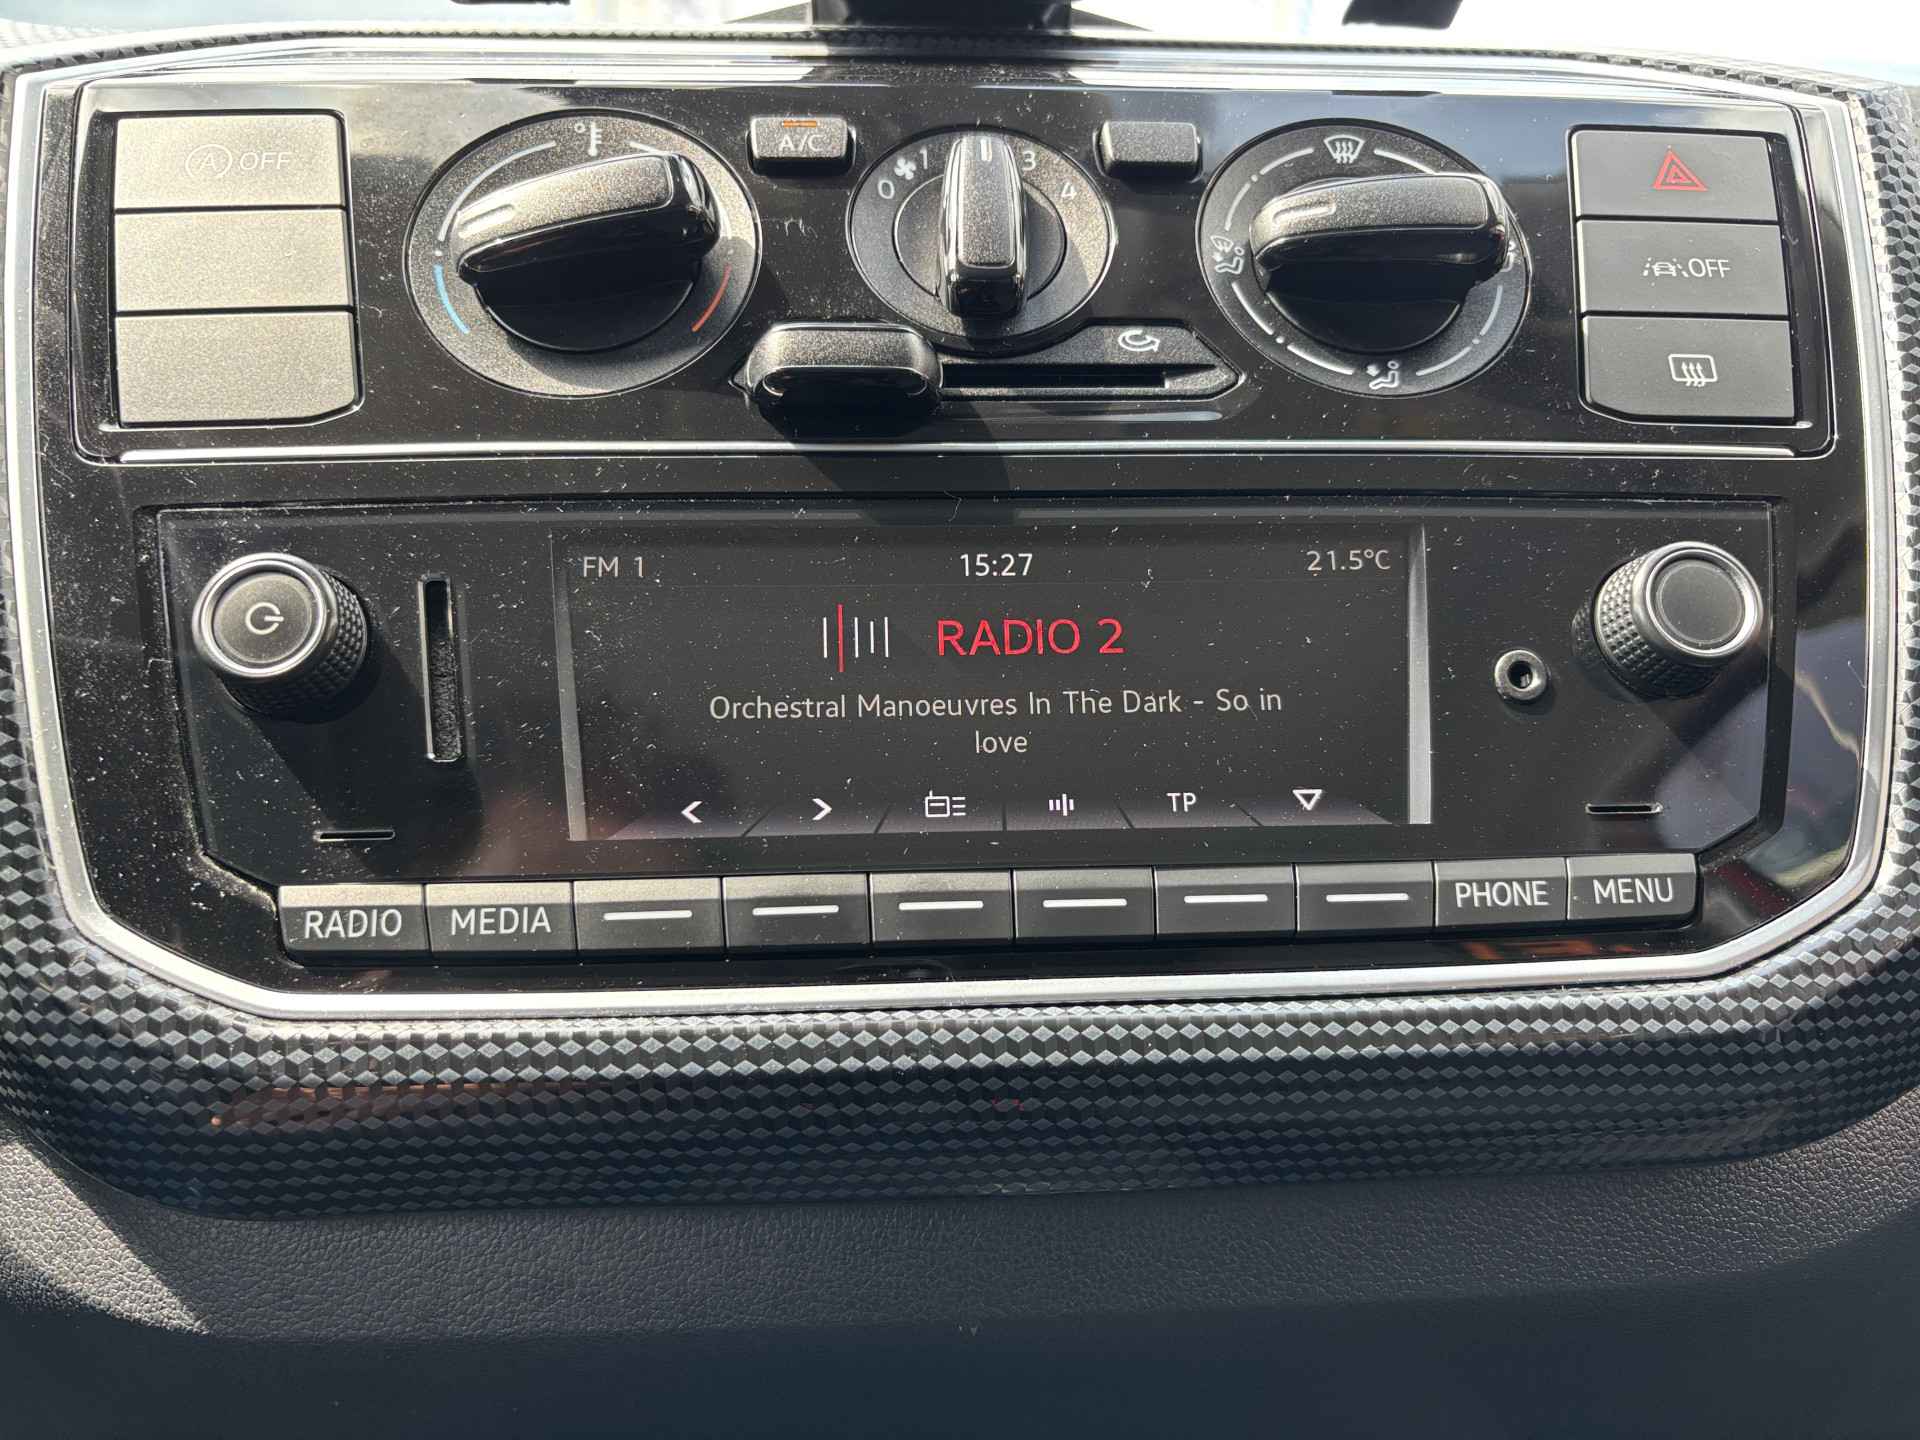 A OFF
A/C
0 1 3 4
OFF
FM 1 15:27 21.5°C
RADIO 2
Orchestral Manoeuvres In The Dark - So in
love
TP
RADIO MEDIA PHONE MENU